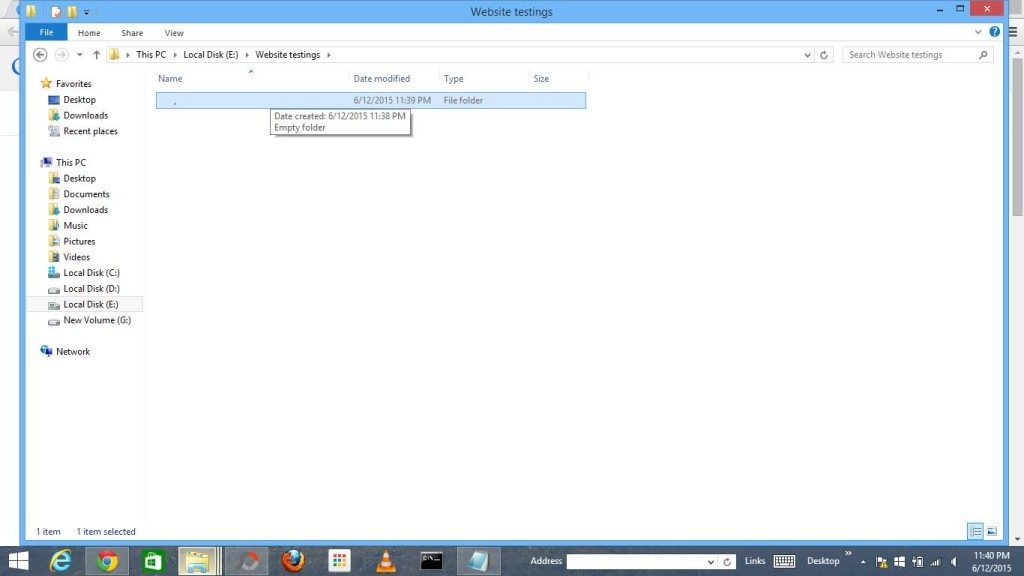 Website testings
File Home Share View
This PC Local Disk (E:) Website testings
Search Website testings
Name Date modified Type Size
. 6/12/2015 11:39 PM File folder
Date created: 6/12/2015 11:38 PM
Empty folder
Favorites
Desktop
Downloads
Recent places
This PC
Desktop
Documents
Downloads
Music
Pictures
Videos
Local Disk (C:)
Local Disk (D:)
Local Disk (E:)
New Volume (G:)
Network
1 item 1 item selected
Address Links Desktop »
11:40 PM
6/12/2015